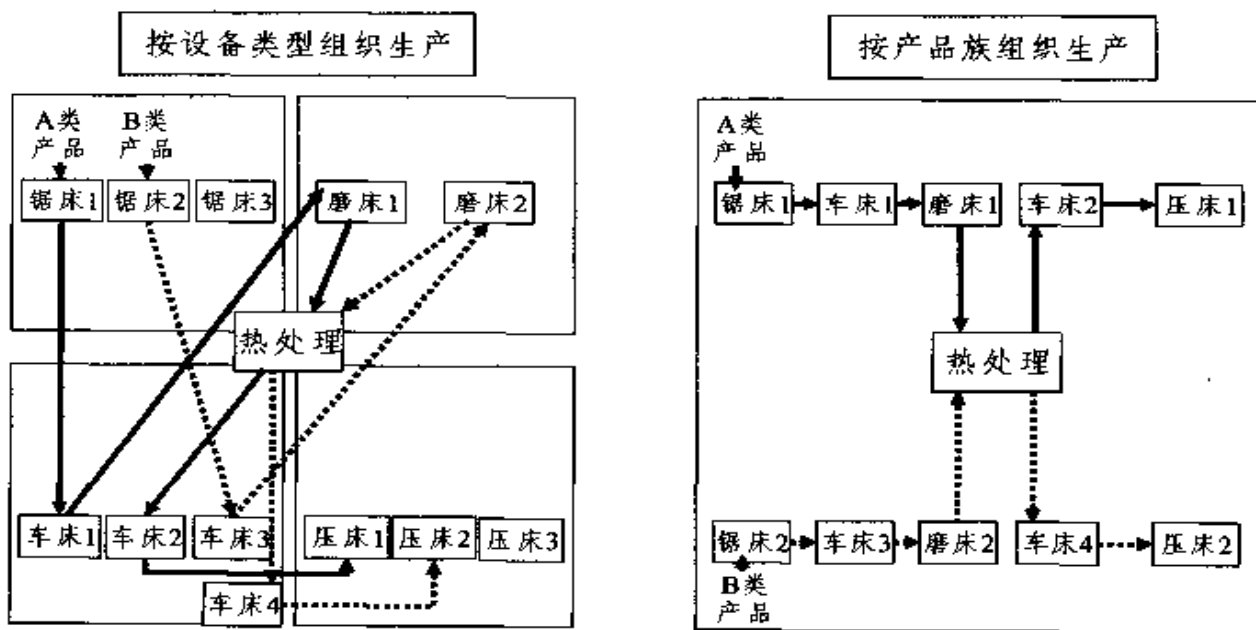 按设备类型组织生产
A类
产品
B类
产品
锯床1
锯床2
锯床3
磨床1
磨床2
热处理
车床1
车床2
车床3
压床1
压床2
压床3
车床4
按产品族组织生产
A类
产品
锯床1
车床1
磨床1
车床2
压床1
热处理
锯床2
车床3
磨床2
车床4
压床2
B类
产品